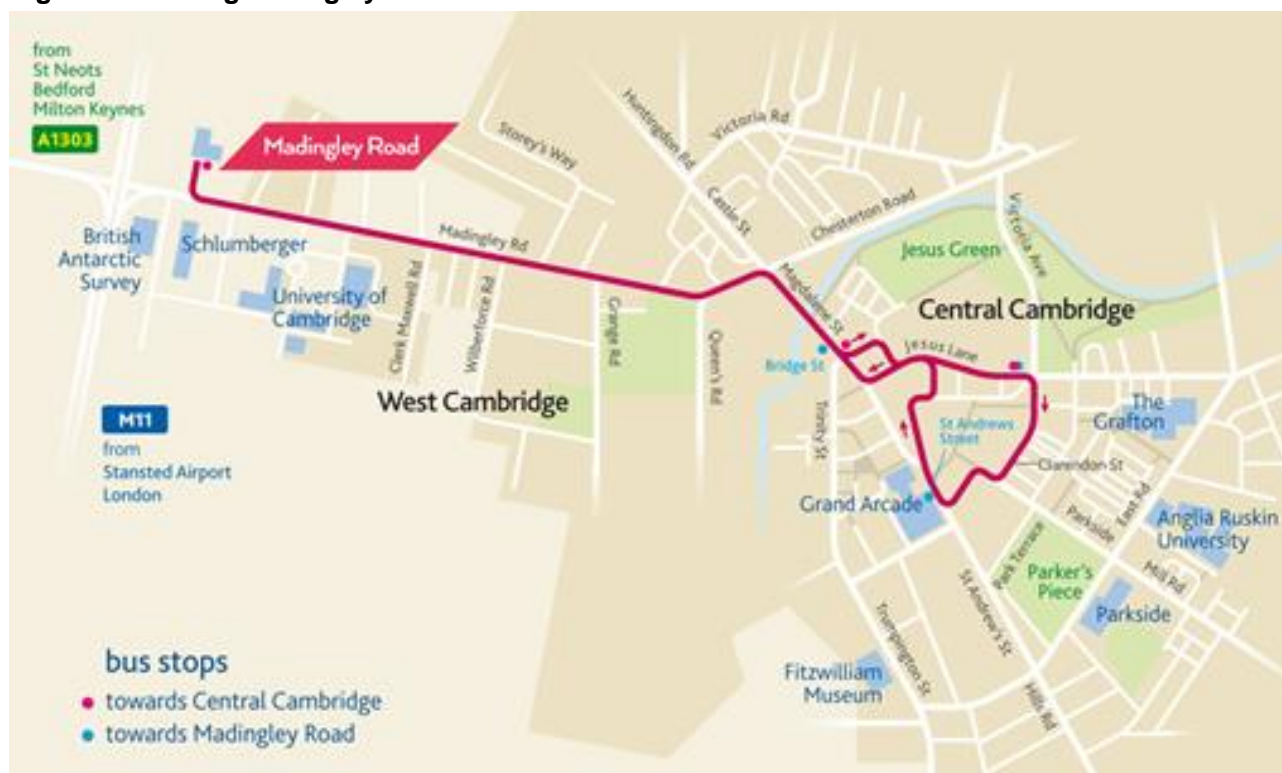 from
St Neots
Bedford
Milton Keynes
A1303
Madingley Road
Storey's Way
Huntingdon Rd
Victoria Rd
Castle St
Chesterton Road
Victoria Ave
Jesus Green
British
Antarctic
Survey
Schlumberger
Madingley Rd
University of
Cambridge
Clerk Maxwell Rd
Wilberforce Rd
Grange Rd
Queen's Rd
Magdalene St
Central Cambridge
Jesus Lane
Bridge St
West Cambridge
Trinity St
St Andrews
Street
The
Grafton
Clarendon St
M11
from
Stansted Airport
London
Grand Arcade
Parkside
East Rd
Anglia Ruskin
University
Park Terrace
Parker's
Piece
Mill Rd
Parkside
St Andrew's St
Trumpington St
Fitzwilliam
Museum
Hills Rd
bus stops
towards Central Cambridge
towards Madingley Road